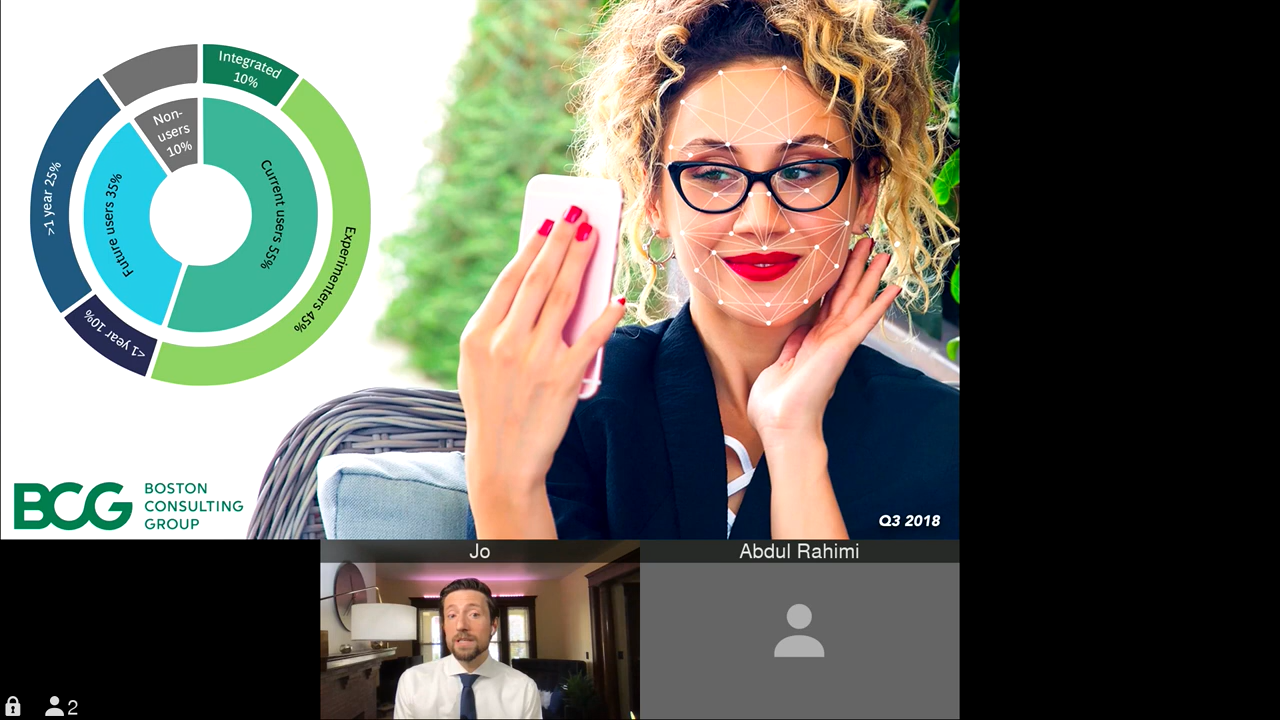 Integrated
10%
Non-
users
10%
>1 year 25%
Future users 35%
Current users 55%
Experimenters 45%
<1 year 10%
BCG
BOSTON
CONSULTING
GROUP
Q3 2018
Jo
Abdul Rahimi
2